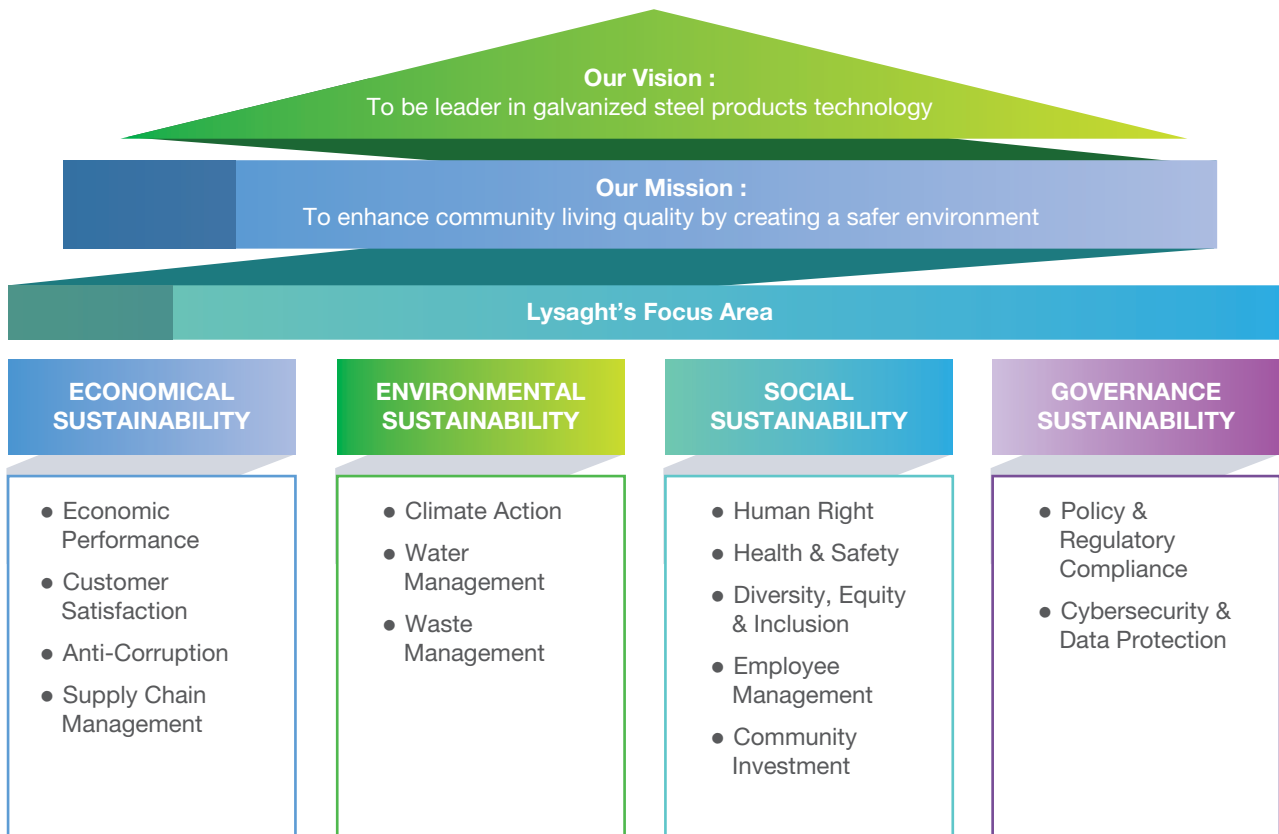 Our Vision :
To be leader in galvanized steel products technology
Our Mission :
To enhance community living quality by creating a safer environment
Lysaght's Focus Area
ECONOMICAL
SUSTAINABILITY
● Economic
Performance
● Customer
Satisfaction
● Anti-Corruption
● Supply Chain
Management
ENVIRONMENTAL
SUSTAINABILITY
● Climate Action
● Water
Management
● Waste
Management
SOCIAL
SUSTAINABILITY
● Human Right
● Health & Safety
● Diversity, Equity
& Inclusion
● Employee
Management
● Community
Investment
GOVERNANCE
SUSTAINABILITY
● Policy &
Regulatory
Compliance
● Cybersecurity &
Data Protection